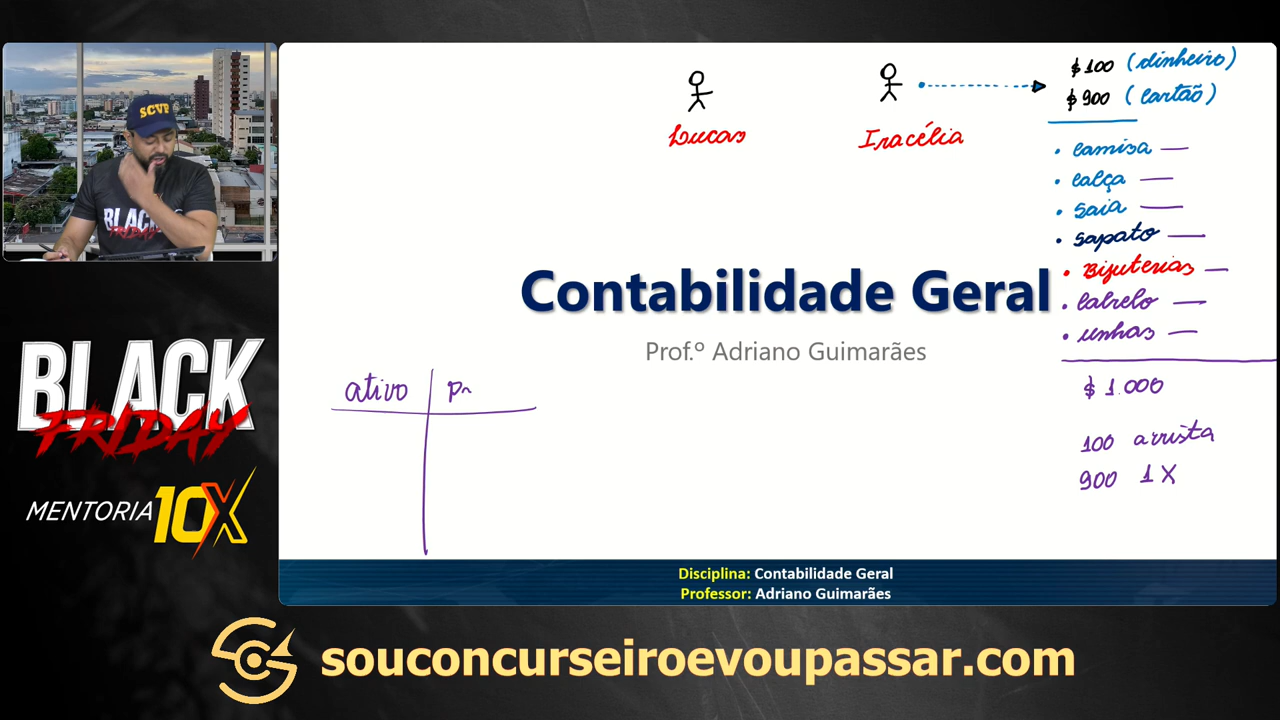 SCVP
BLACK
FRIDAY
BLACK
FRIDAY
MENTORIA 10X
Lucas
Iracélia
$ 100 (dinheiro)
$ 900 (cartão)
• camisa —
• calça —
• saia —
• sapato —
• Bijuterias —
• cabelo —
• unhas —
$ 1.000
100 avista
900 1X
Contabilidade Geral
Prof.º Adriano Guimarães
ativo
Disciplina: Contabilidade Geral
Professor: Adriano Guimarães
souconcurseiroevoupassar.com